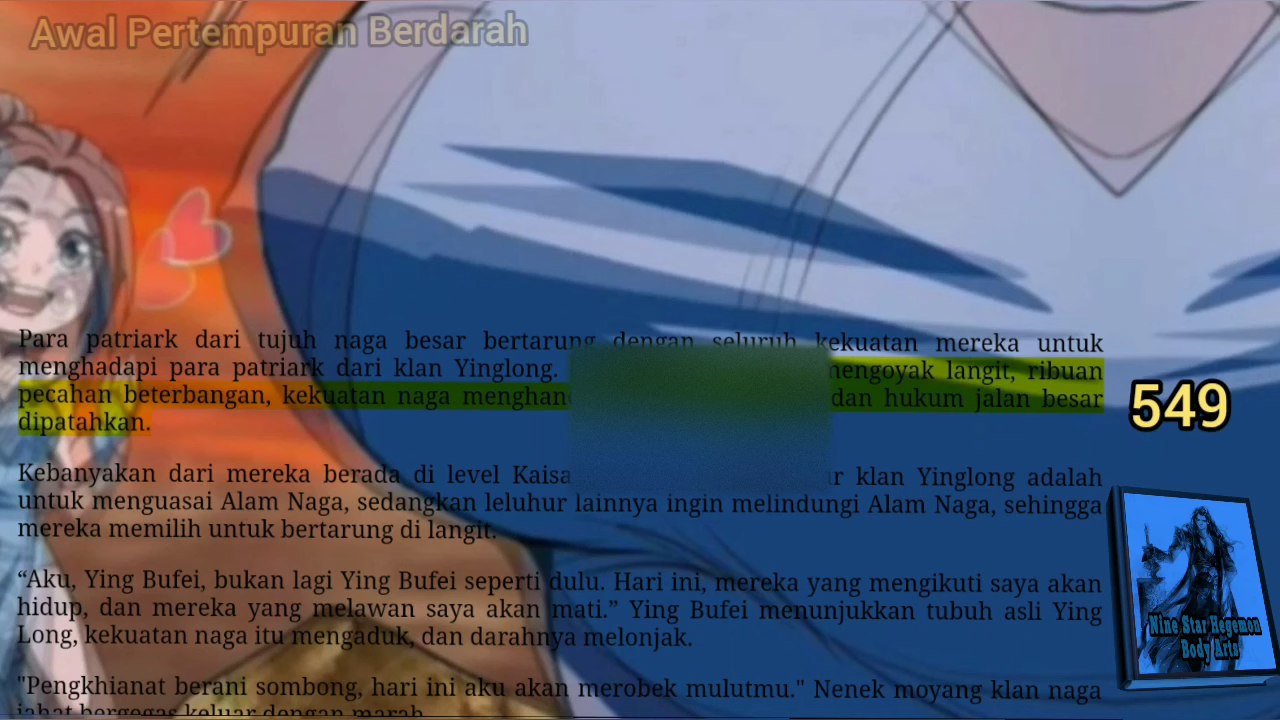 Awal Pertempuran Berdarah
Para patriark dari tujuh naga besar bertarung dengan seluruh kekuatan mereka untuk
menghadapi para patriark dari klan Yinglong. mengoyak langit, ribuan
pecahan beterbangan, kekuatan naga dan hukum jalan besar
dipatahkan.
549
Kebanyakan dari mereka berada di level klan Yinglong adalah
untuk menguasai Alam Naga, sedangkan leluhur lainnya ingin melindungi Alam Naga, sehingga
mereka memilih untuk bertarung di langit.
“Aku, Ying Bufei, bukan lagi Ying Bufei seperti dulu. Hari ini, mereka yang mengikuti saya akan
hidup, dan mereka yang melawan saya akan mati.” Ying Bufei menunjukkan tubuh asli Ying
Long, kekuatan naga itu mengaduk, dan darahnya melonjak.
"Pengkhianat berani sombong, hari ini aku akan merobek mulutmu." Nenek moyang klan naga
jahat bergegas keluar dengan marah.
Nine Star Hegemon
Body Arts